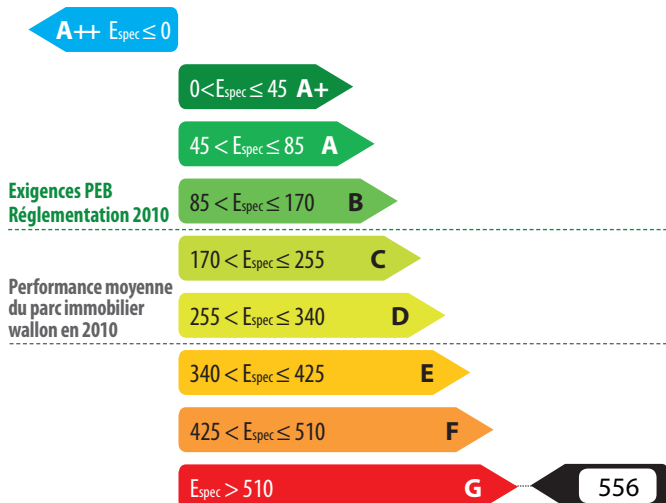 A++ Espec ≤ 0
0 < Espec ≤ 45 A+
45 < Espec ≤ 85 A
Exigences PEB
Réglementation 2010
85 < Espec ≤ 170 B
170 < Espec ≤ 255 C
Performance moyenne
du parc immobilier
wallon en 2010
255 < Espec ≤ 340 D
340 < Espec ≤ 425 E
425 < Espec ≤ 510 F
Espec > 510 G
556